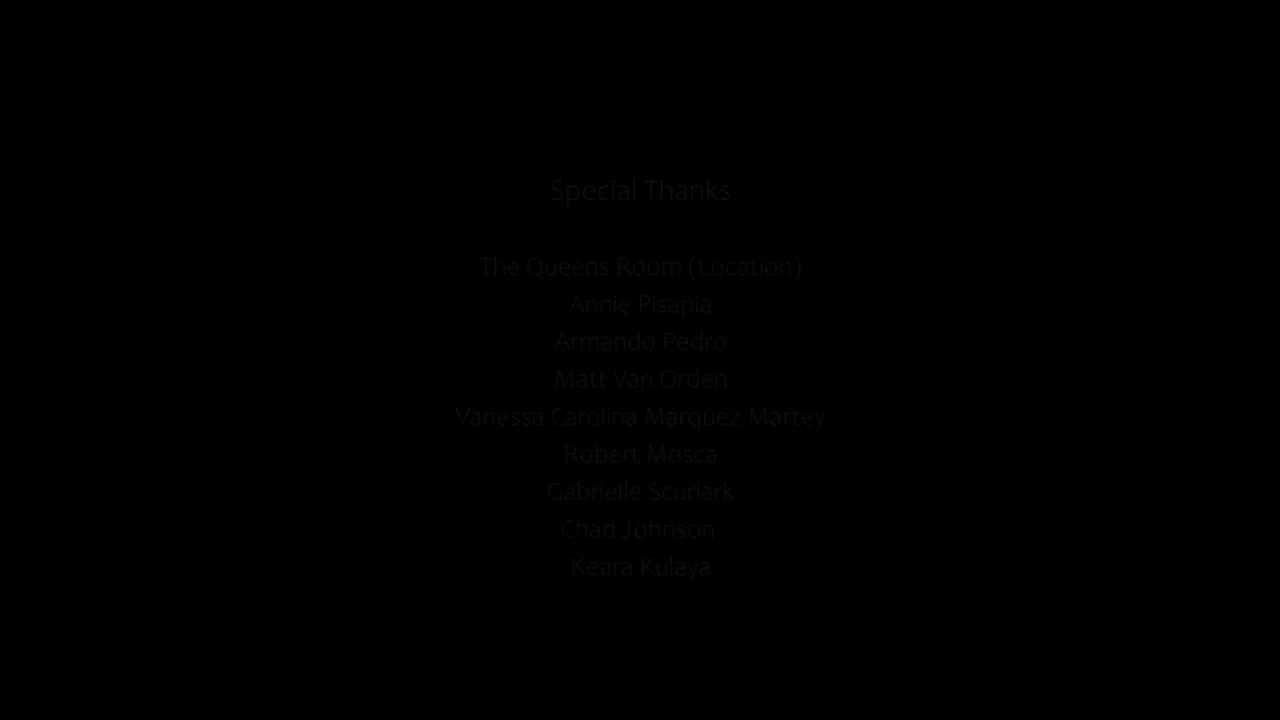 Special Thanks
The Queens Room (Location)
Annie Pisapia
Armando Pedro
Matt Van Orden
Vanessa Carolina Márquez Mattey
Robert Mosca
Gabrielle Scurlark
Chad Johnson
Keara Kulaya